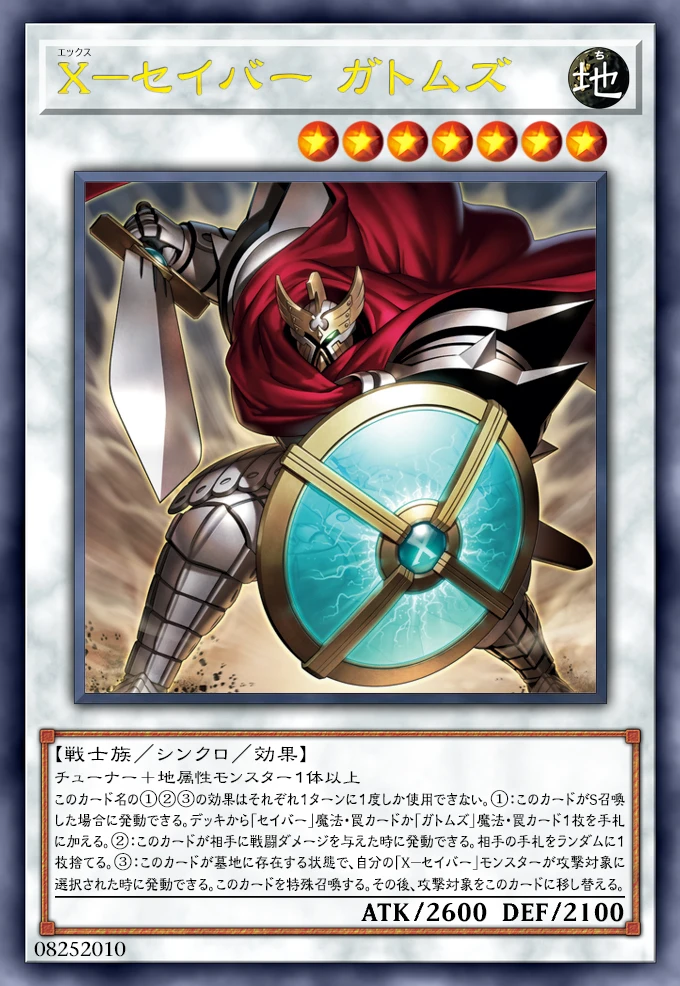 エックス
X－セイバー ガトムズ
ち
地
【戦士族／シンクロ／効果】
チューナー＋地属性モンスター1体以上
このカード名の①②③の効果はそれぞれ1ターンに1度しか使用できない。①：このカードがS召喚
した場合に発動できる。デッキから「セイバー」魔法・罠カードか「ガトムズ」魔法・罠カード1枚を手札
に加える。②：このカードが相手に戦闘ダメージを与えた時に発動できる。相手の手札をランダムに1
枚捨てる。③：このカードが墓地に存在する状態で、自分の「X－セイバー」モンスターが攻撃対象に
選択された時に発動できる。このカードを特殊召喚する。その後、攻撃対象をこのカードに移し替える。
ATK/2600 DEF/2100
08252010